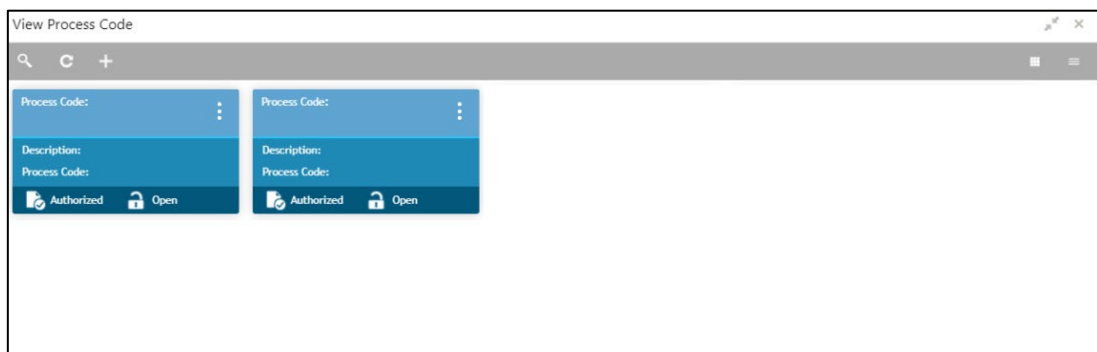 View Process Code
Process Code:
Description:
Process Code:
Authorized Open
Process Code:
Description:
Process Code:
Authorized Open